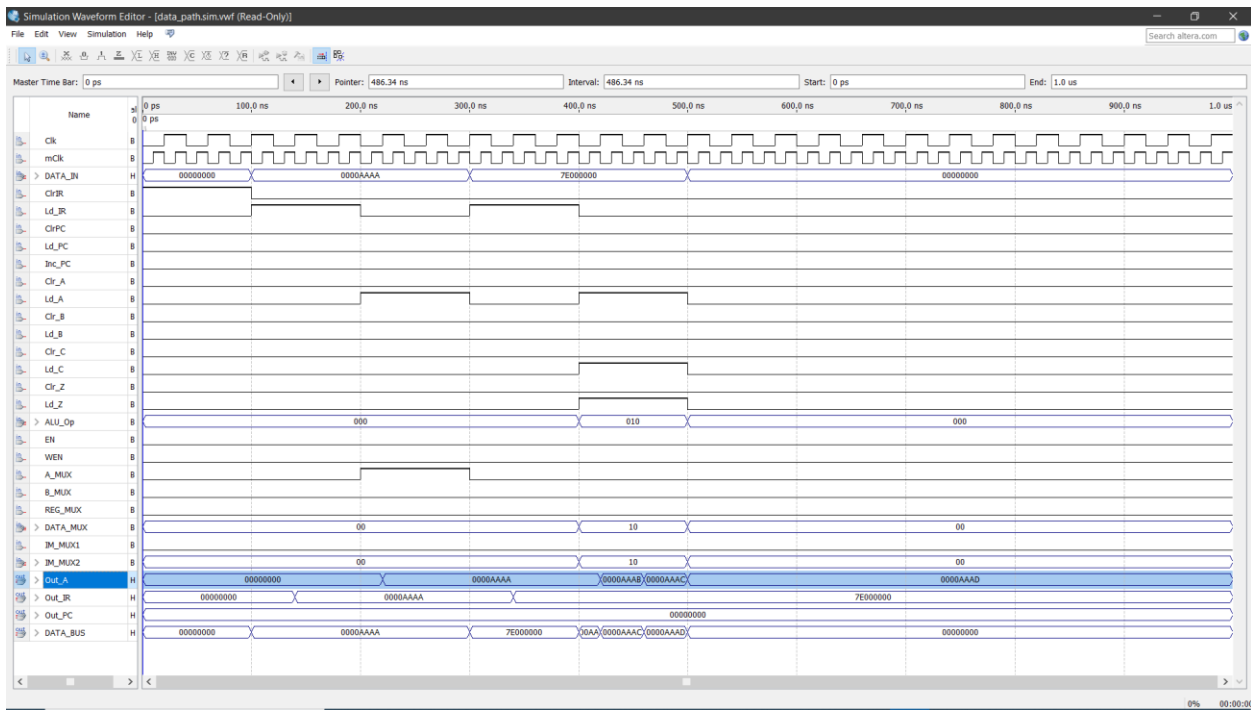 Simulation Waveform Editor - [data_path.sim.vwf (Read-Only)]
File Edit View Simulation Help
Search altera.com
Master Time Bar: 0 ps Pointer: 486.34 ns Interval: 486.34 ns Start: 0 ps End: 1.0 us
Name 0 ps 100.0 ns 200.0 ns 300.0 ns 400.0 ns 500.0 ns 600.0 ns 700.0 ns 800.0 ns 900.0 ns 1.0 us
0 ps
Clk B
mClk B
DATA_IN H 00000000 0000AAAA 7E000000 00000000
ClrIR B
Ld_IR B
ClrPC B
Ld_PC B
Inc_PC B
Clr_A B
Ld_A B
Clr_B B
Ld_B B
Clr_C B
Ld_C B
Clr_Z B
Ld_Z B
ALU_Op B 000 010 000
EN B
WEN B
A_MUX B
B_MUX B
REG_MUX B
DATA_MUX B 00 10 00
IM_MUX1 B
IM_MUX2 B 00 10 00
Out_A H 00000000 0000AAAA 0000AAAB 0000AAAC 0000AAAD
Out_IR H 00000000 0000AAAA 7E000000
Out_PC H 00000000
DATA_BUS H 00000000 0000AAAA 7E000000 0000AAAC 0000AAAD 00000000
0% 00:00:00